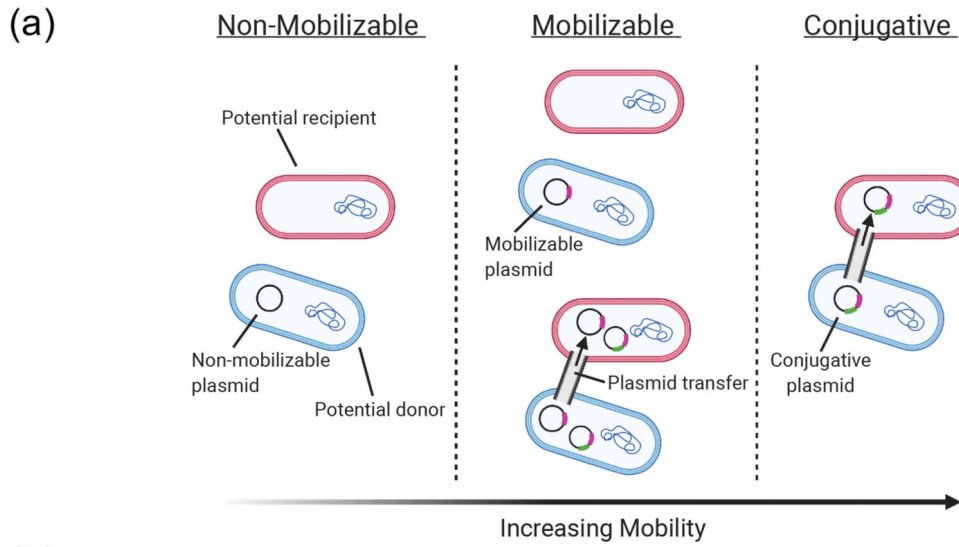 (a)
Non-Mobilizable
Mobilizable
Conjugative
Potential recipient
Non-mobilizable
plasmid
Potential donor
Mobilizable
plasmid
Plasmid transfer
Conjugative
plasmid
Increasing Mobility